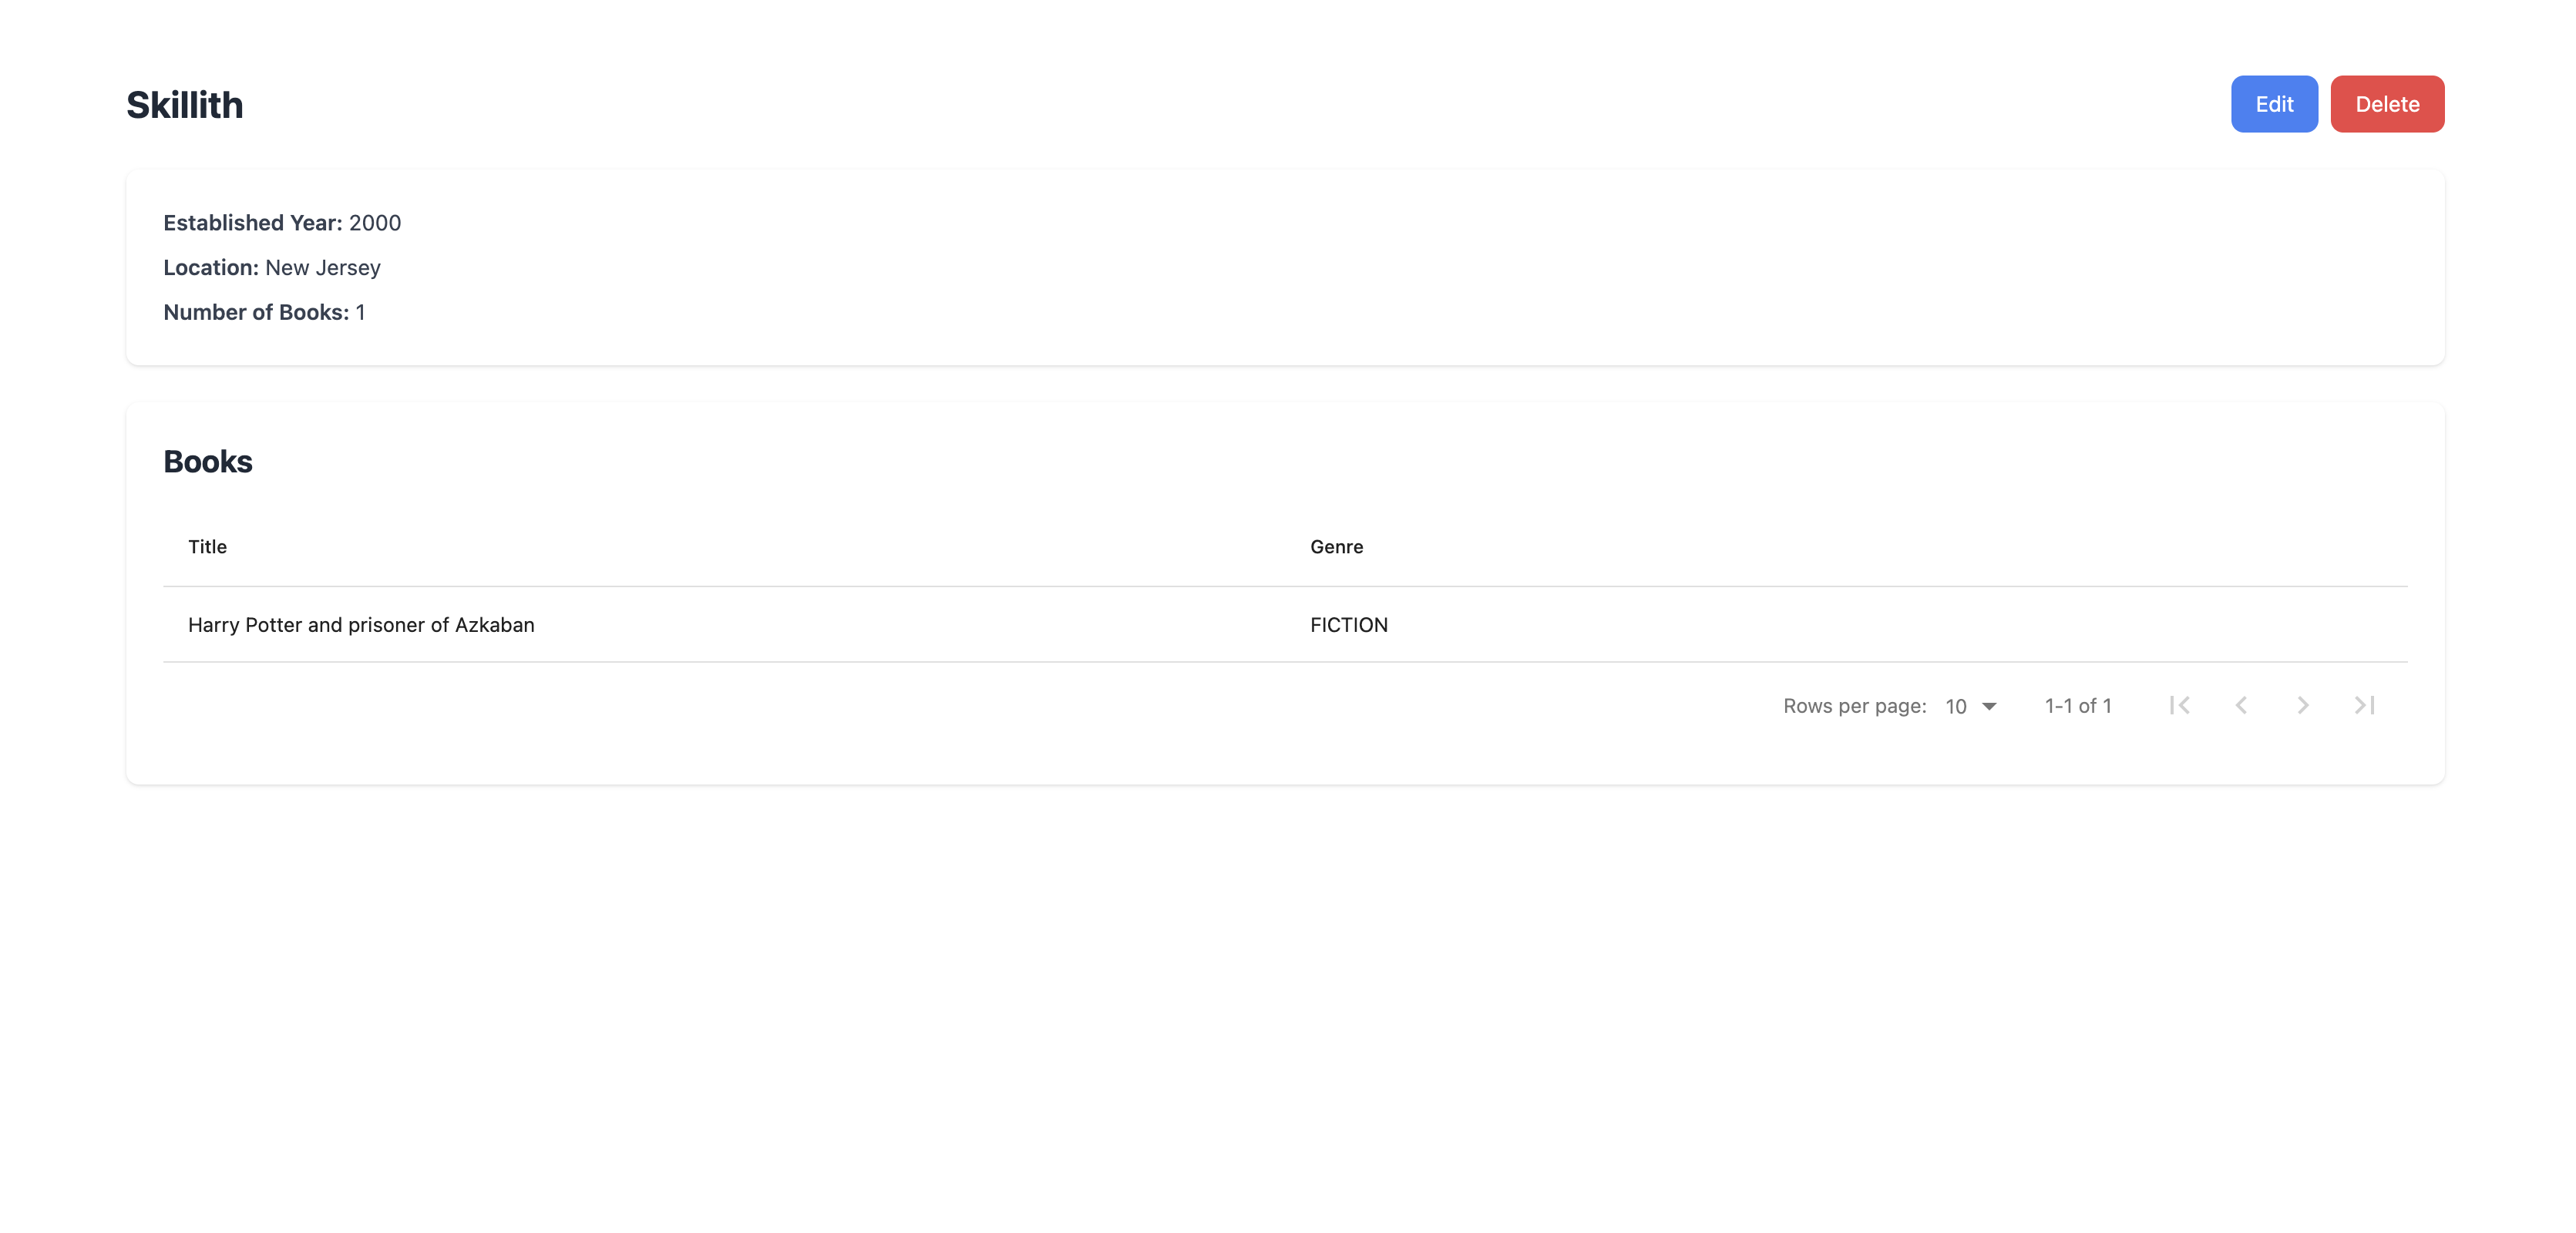 Skillith
Edit
Delete
Established Year: 2000
Location: New Jersey
Number of Books: 1
Books
Title
Genre
Harry Potter and prisoner of Azkaban
FICTION
Rows per page: 10
1-1 of 1